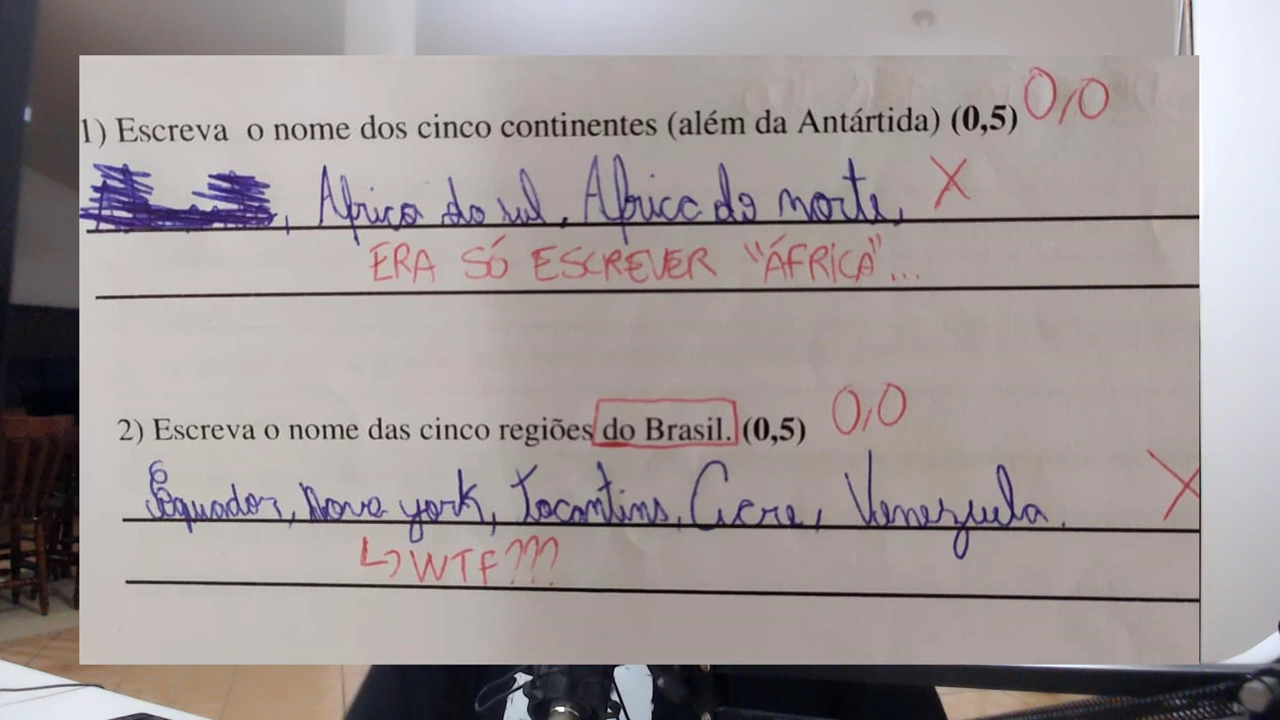 1) Escreva o nome dos cinco continentes (além da Antártida) (0,5) 0,0
, Africa do sul, Africa do norte, X
ERA SÓ ESCREVER "ÁFRICA"...
2) Escreva o nome das cinco regiões do Brasil. (0,5) 0,0
Equador, Nova york, Tocantins, Acre, Venezuela. X
↳ WTF???